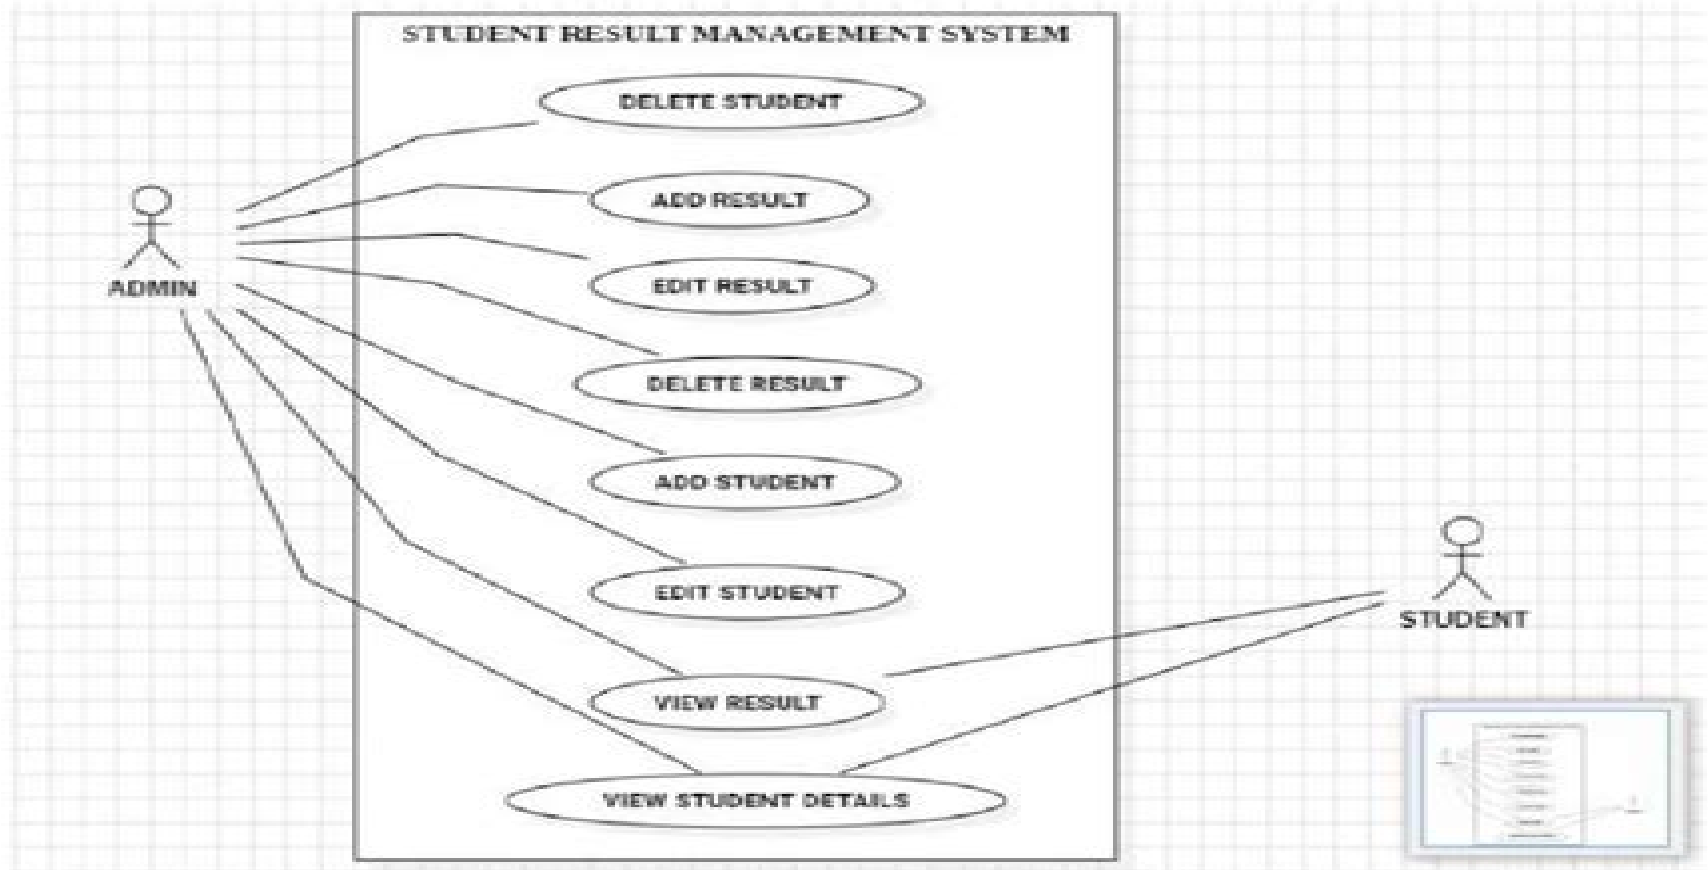 STUDENT RESULT MANAGEMENT SYSTEM
DELETE STUDENT
ADD RESULT
ADMIN
EDIT RESULT
DELETE RESULT
ADD STUDENT
EDIT STUDENT
STUDENT
VIEW RESULT
VIEW STUDENT DETAILS